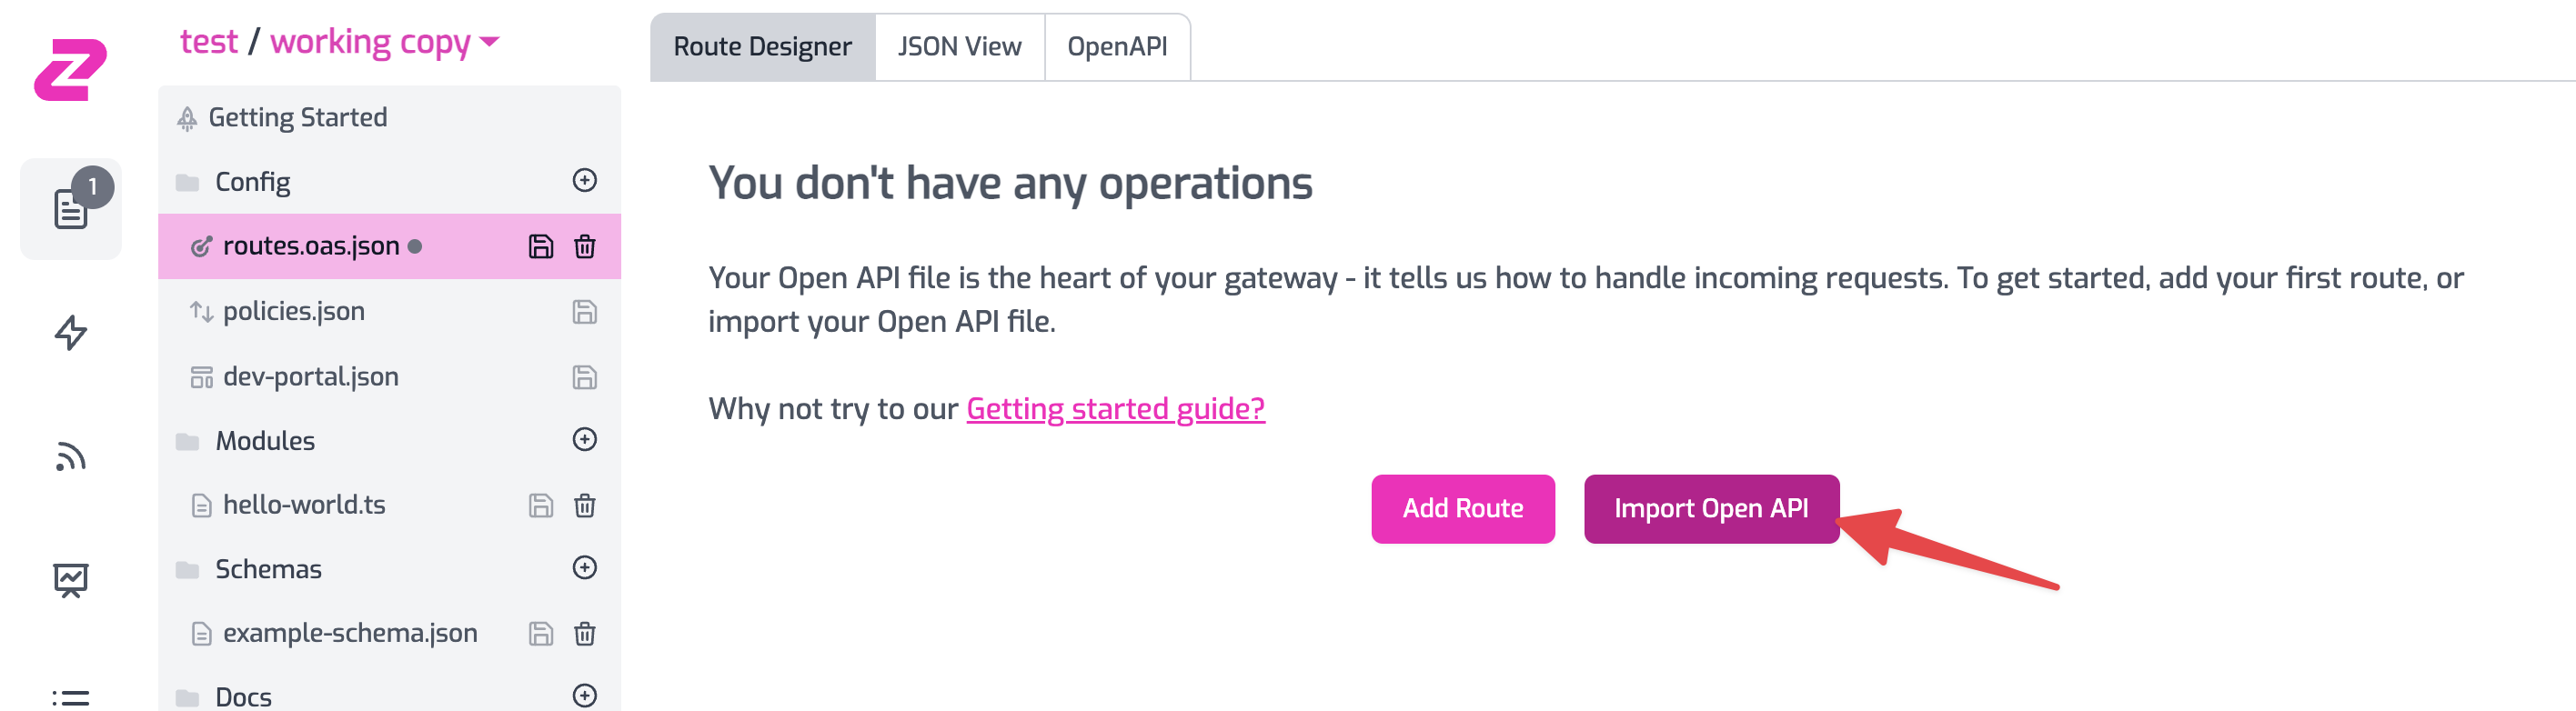 test / working copy
1
Getting Started
Config
routes.oas.json
policies.json
dev-portal.json
Modules
hello-world.ts
Schemas
example-schema.json
Docs
Route Designer
JSON View
OpenAPI
You don't have any operations
Your Open API file is the heart of your gateway - it tells us how to handle incoming requests. To get started, add your first route, or
import your Open API file.
Why not try to our Getting started guide?
Add Route
Import Open API